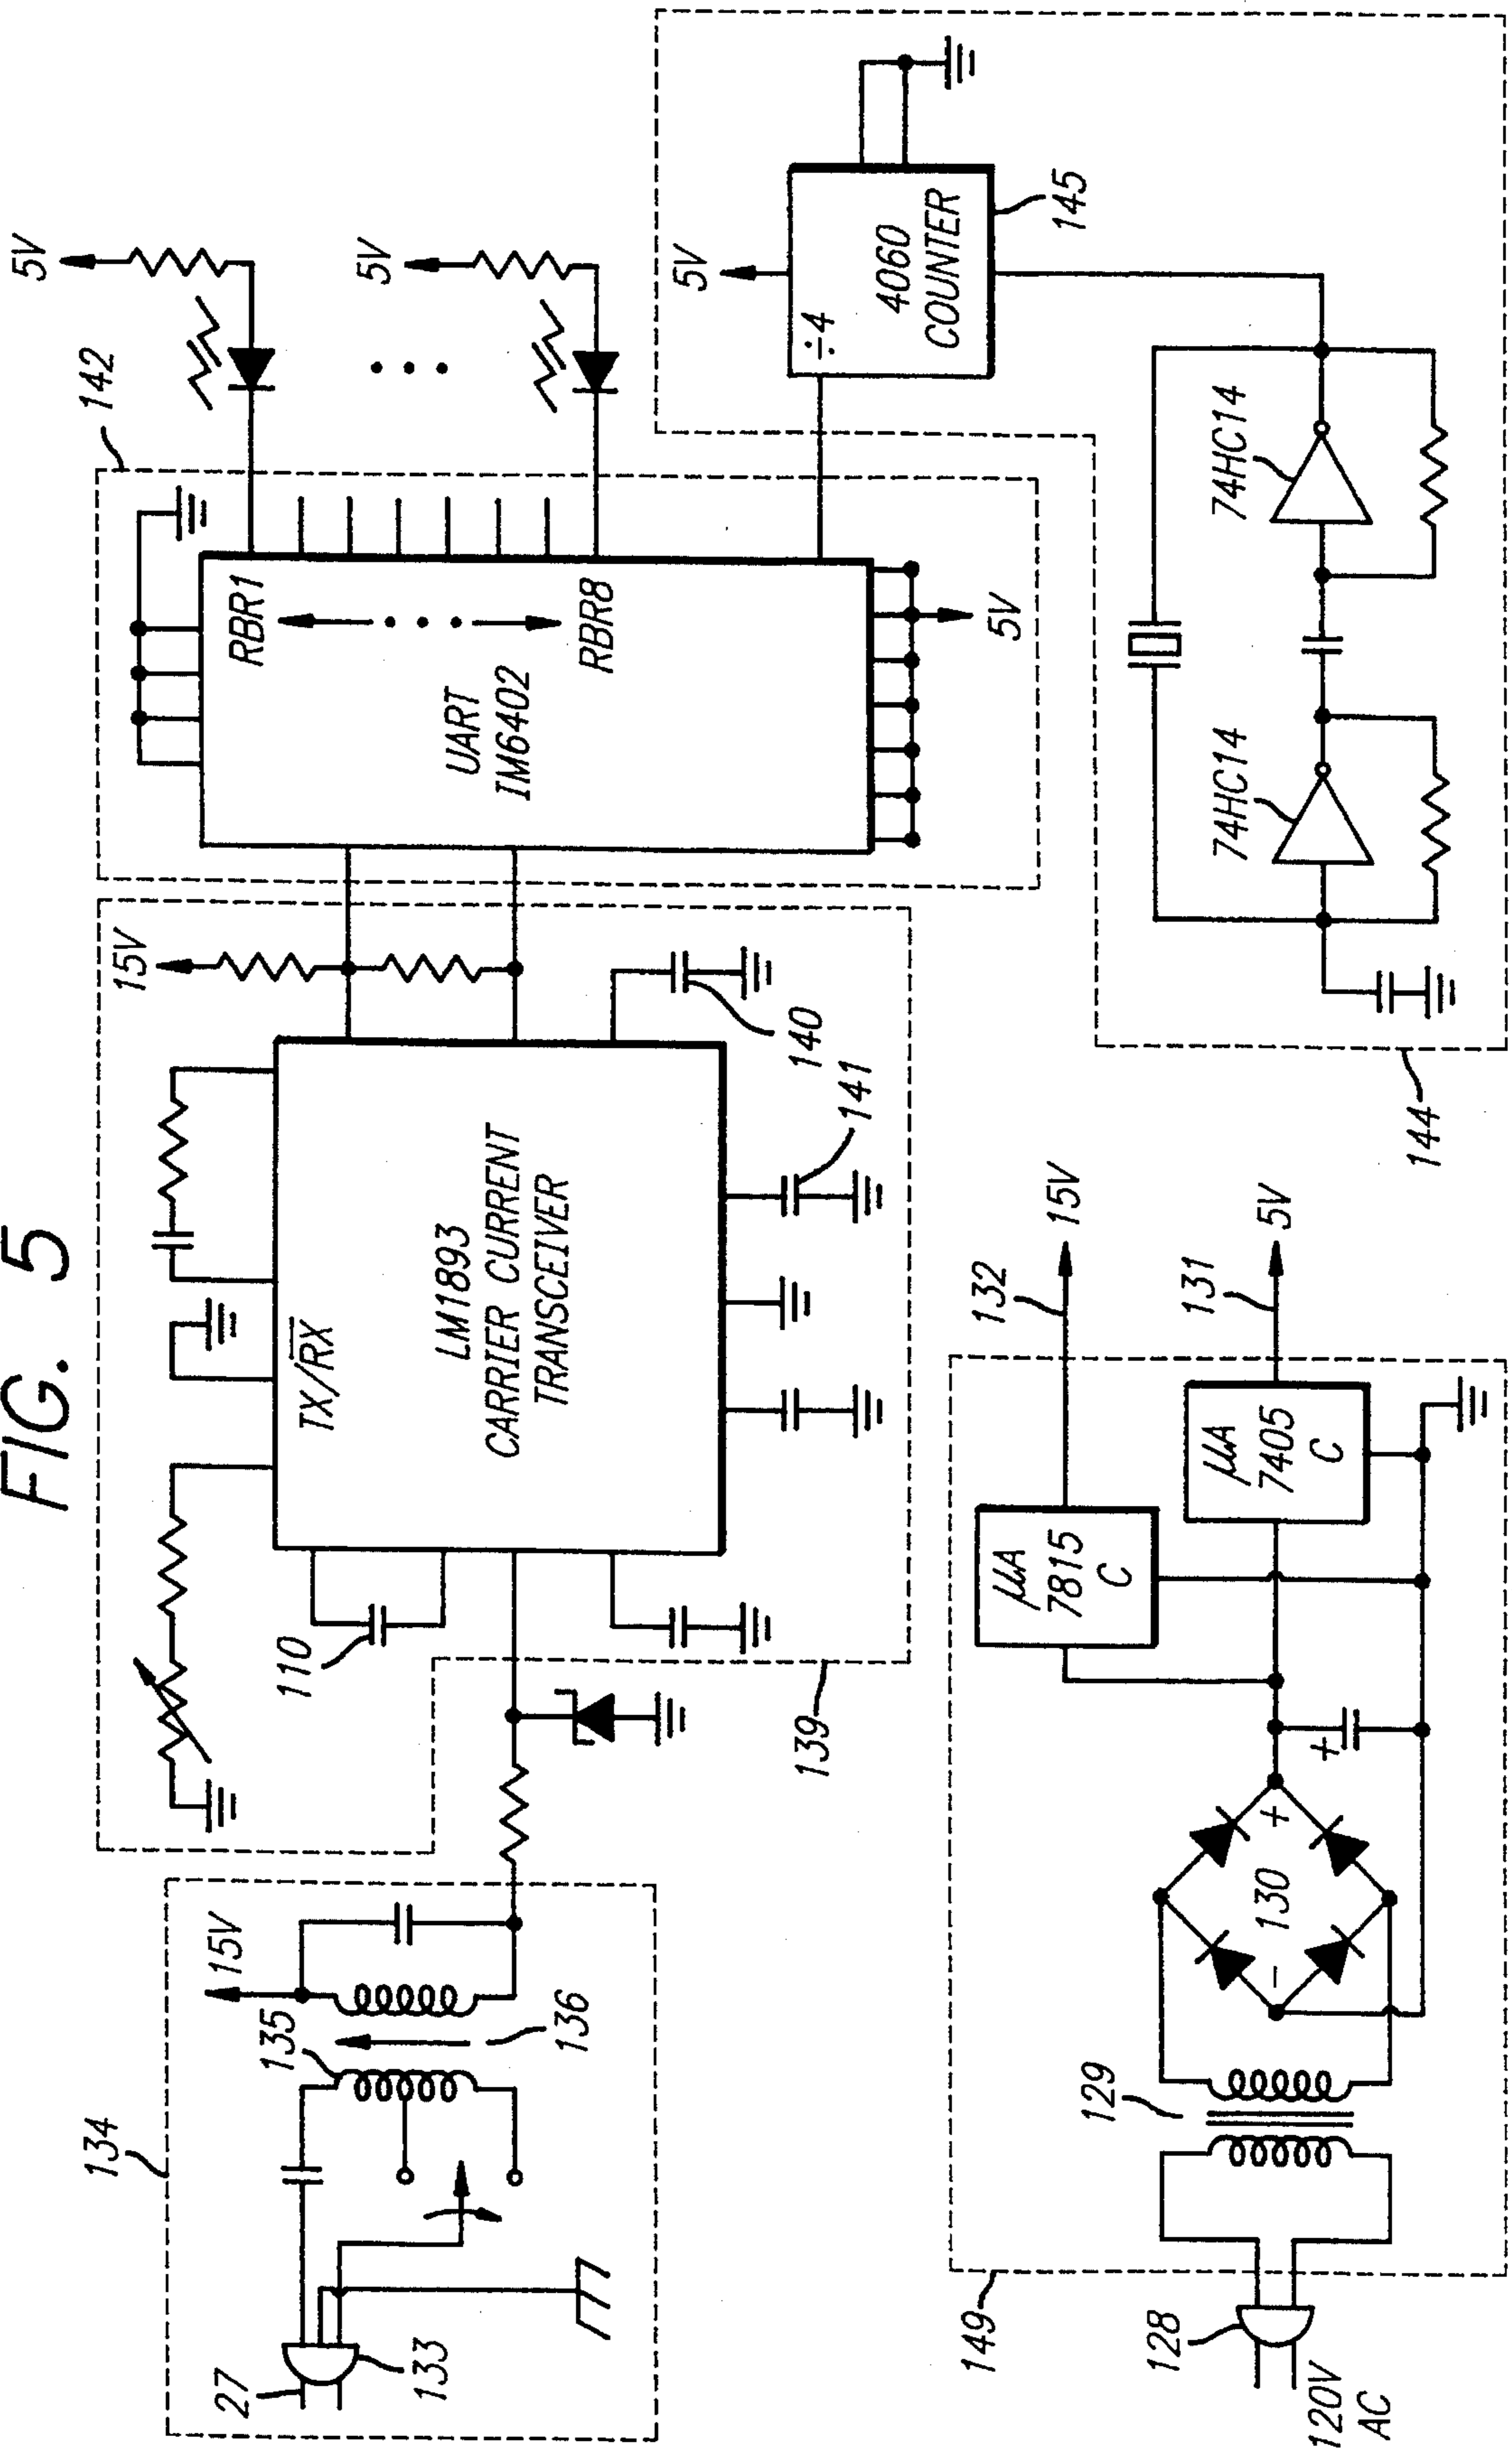 FIG. 5
134
27
133
135
136
15V
139
110
TX/RX
LM1893
CARRIER CURRENT
TRANSCEIVER
15V
140
141
142
UART
IM6402
RBR1
RBR8
5V
5V
5V
149
128
120V
AC
129
130
+
-
+
µA
7815
C
µA
7405
C
132
15V
131
5V
144
74HC14
74HC14
5V
÷4
4060
COUNTER
145